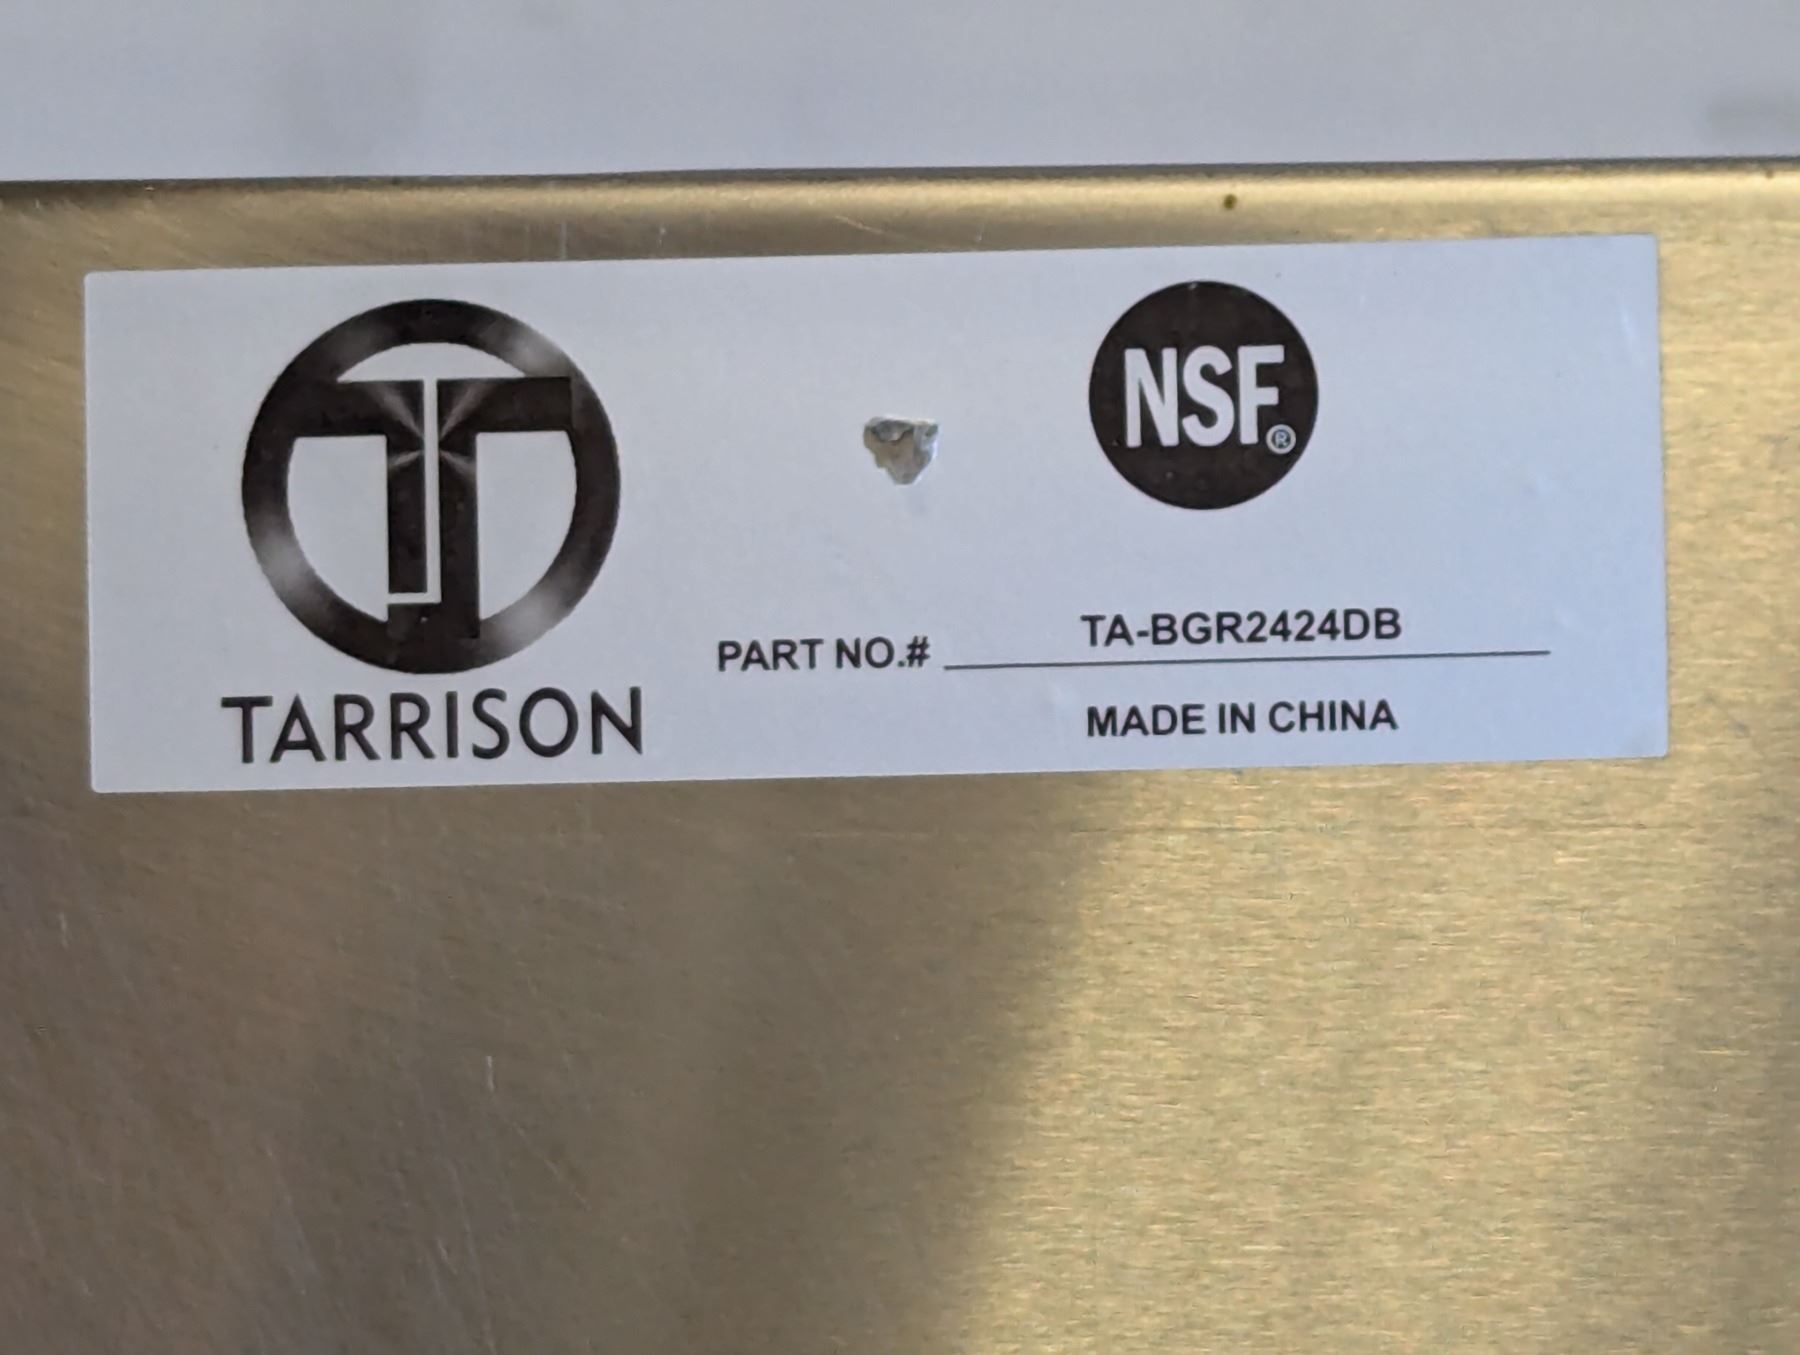 NSF®
PART NO.# TA-BGR2424DB
TARRISON
MADE IN CHINA